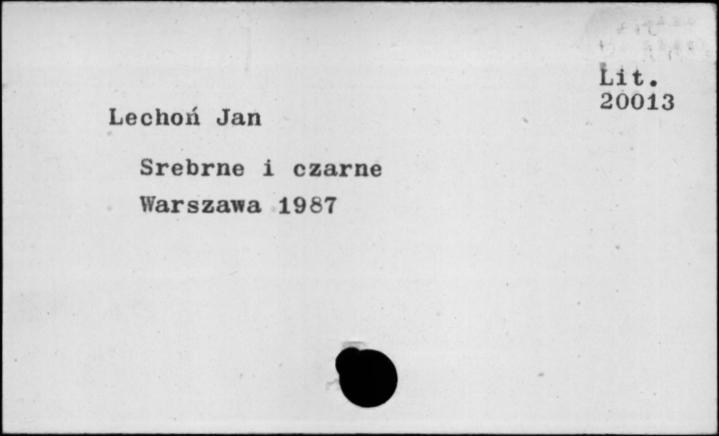 Lit.
20013
Lechoń Jan
Srebrne i czarne
Warszawa 1987